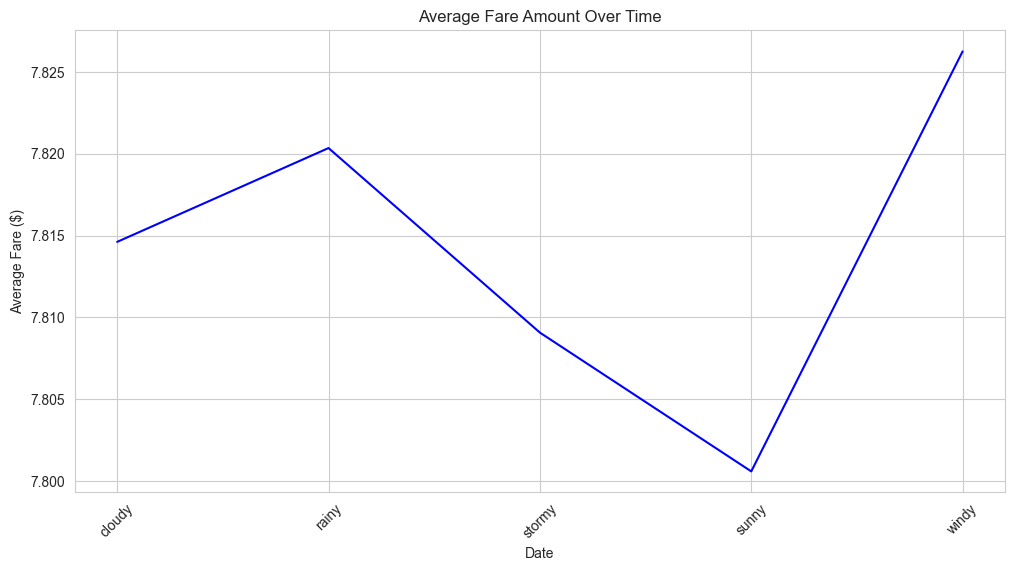 Average Fare Amount Over Time
Average Fare ($)
7.825
7.820
7.815
7.810
7.805
7.800
cloudy
rainy
stormy
sunny
windy
Date